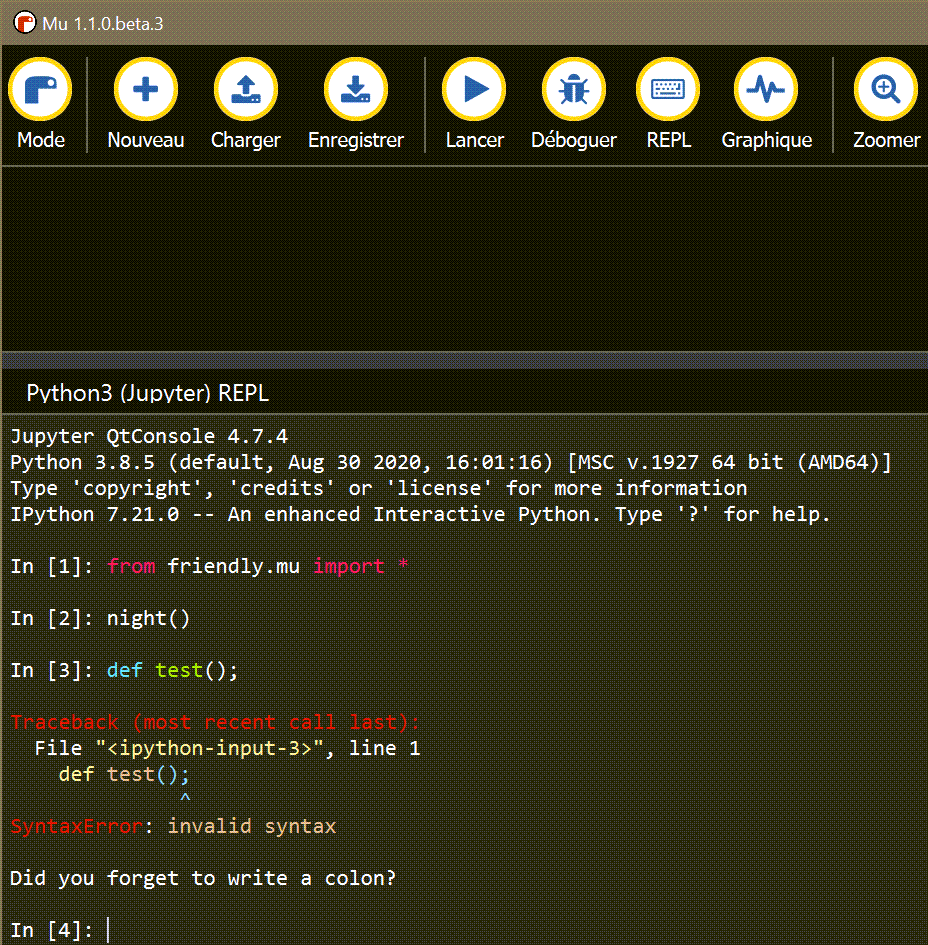 Mu 1.1.0.beta.3
Mode Nouveau Charger Enregistrer Lancer Déboguer REPL Graphique Zoomer
Python3 (Jupyter) REPL
Jupyter QtConsole 4.7.4
Python 3.8.5 (default, Aug 30 2020, 16:01:16) [MSC v.1927 64 bit (AMD64)]
Type 'copyright', 'credits' or 'license' for more information
IPython 7.21.0 -- An enhanced Interactive Python. Type '?' for help.
In [1]: from friendly.mu import *
In [2]: night()
In [3]: def test();
Traceback (most recent call last):
  File "<ipython-input-3>", line 1
    def test();
              ^
SyntaxError: invalid syntax
Did you forget to write a colon?
In [4]: